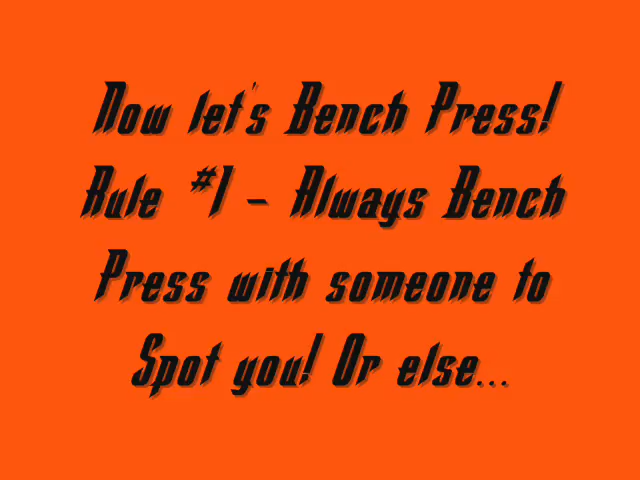 Now let's Bench Press!
Rule #1 - Always Bench
Press with someone to
Spot you! Or else...